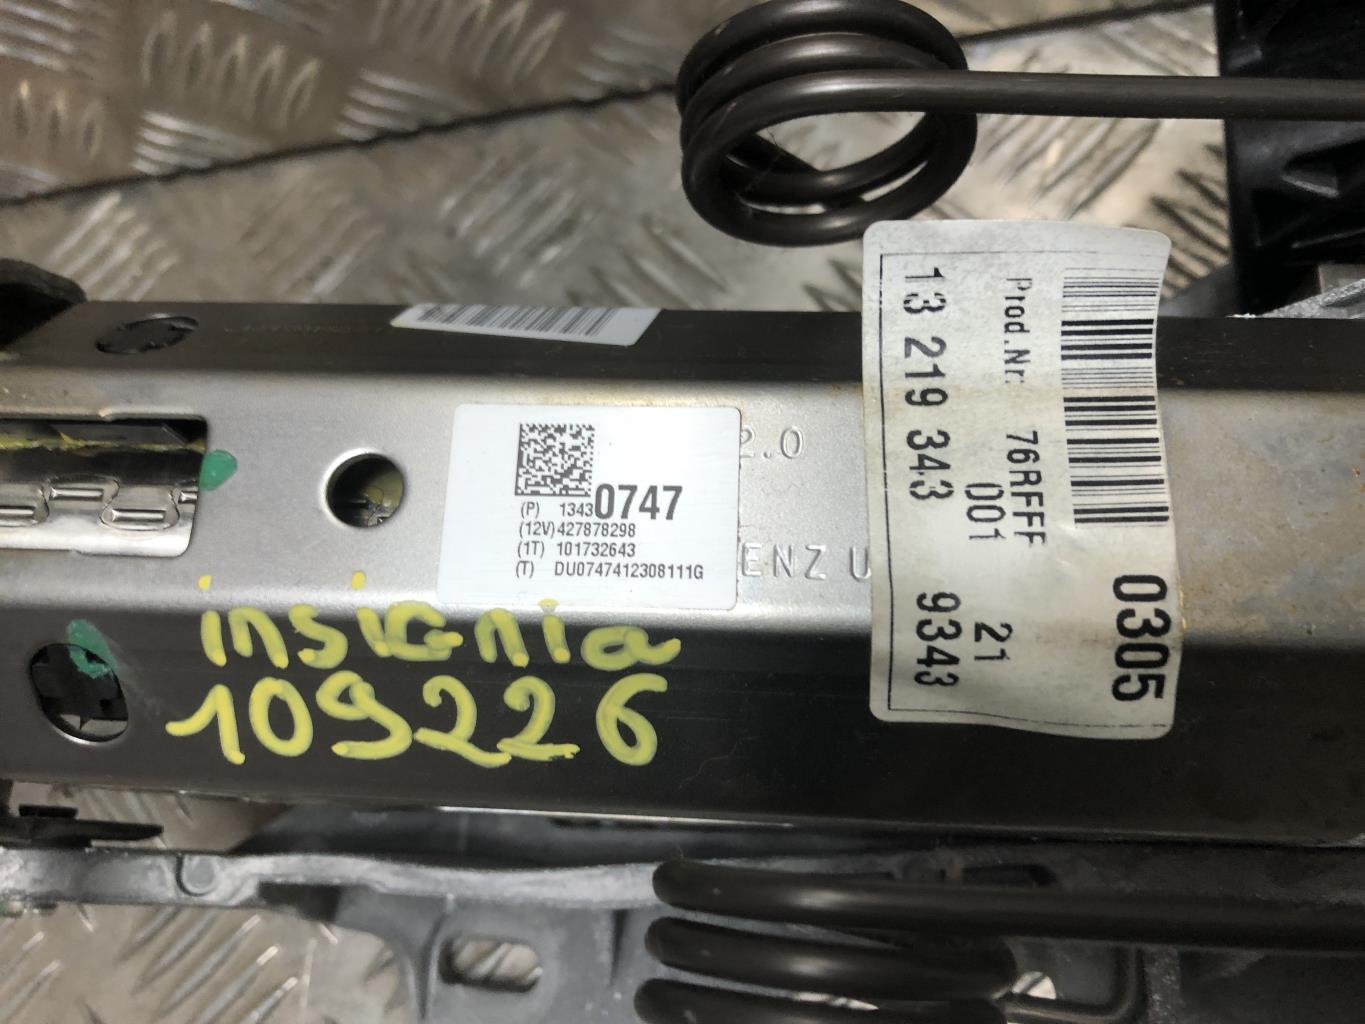 2.0
ENZ U
(P) 13430747
(12V)427878298
(1T) 101732643
(T) DU0747412308111G
insignia
109226
Prod.Nr: 76RFFF
001 21
13 219 343 9343
0305